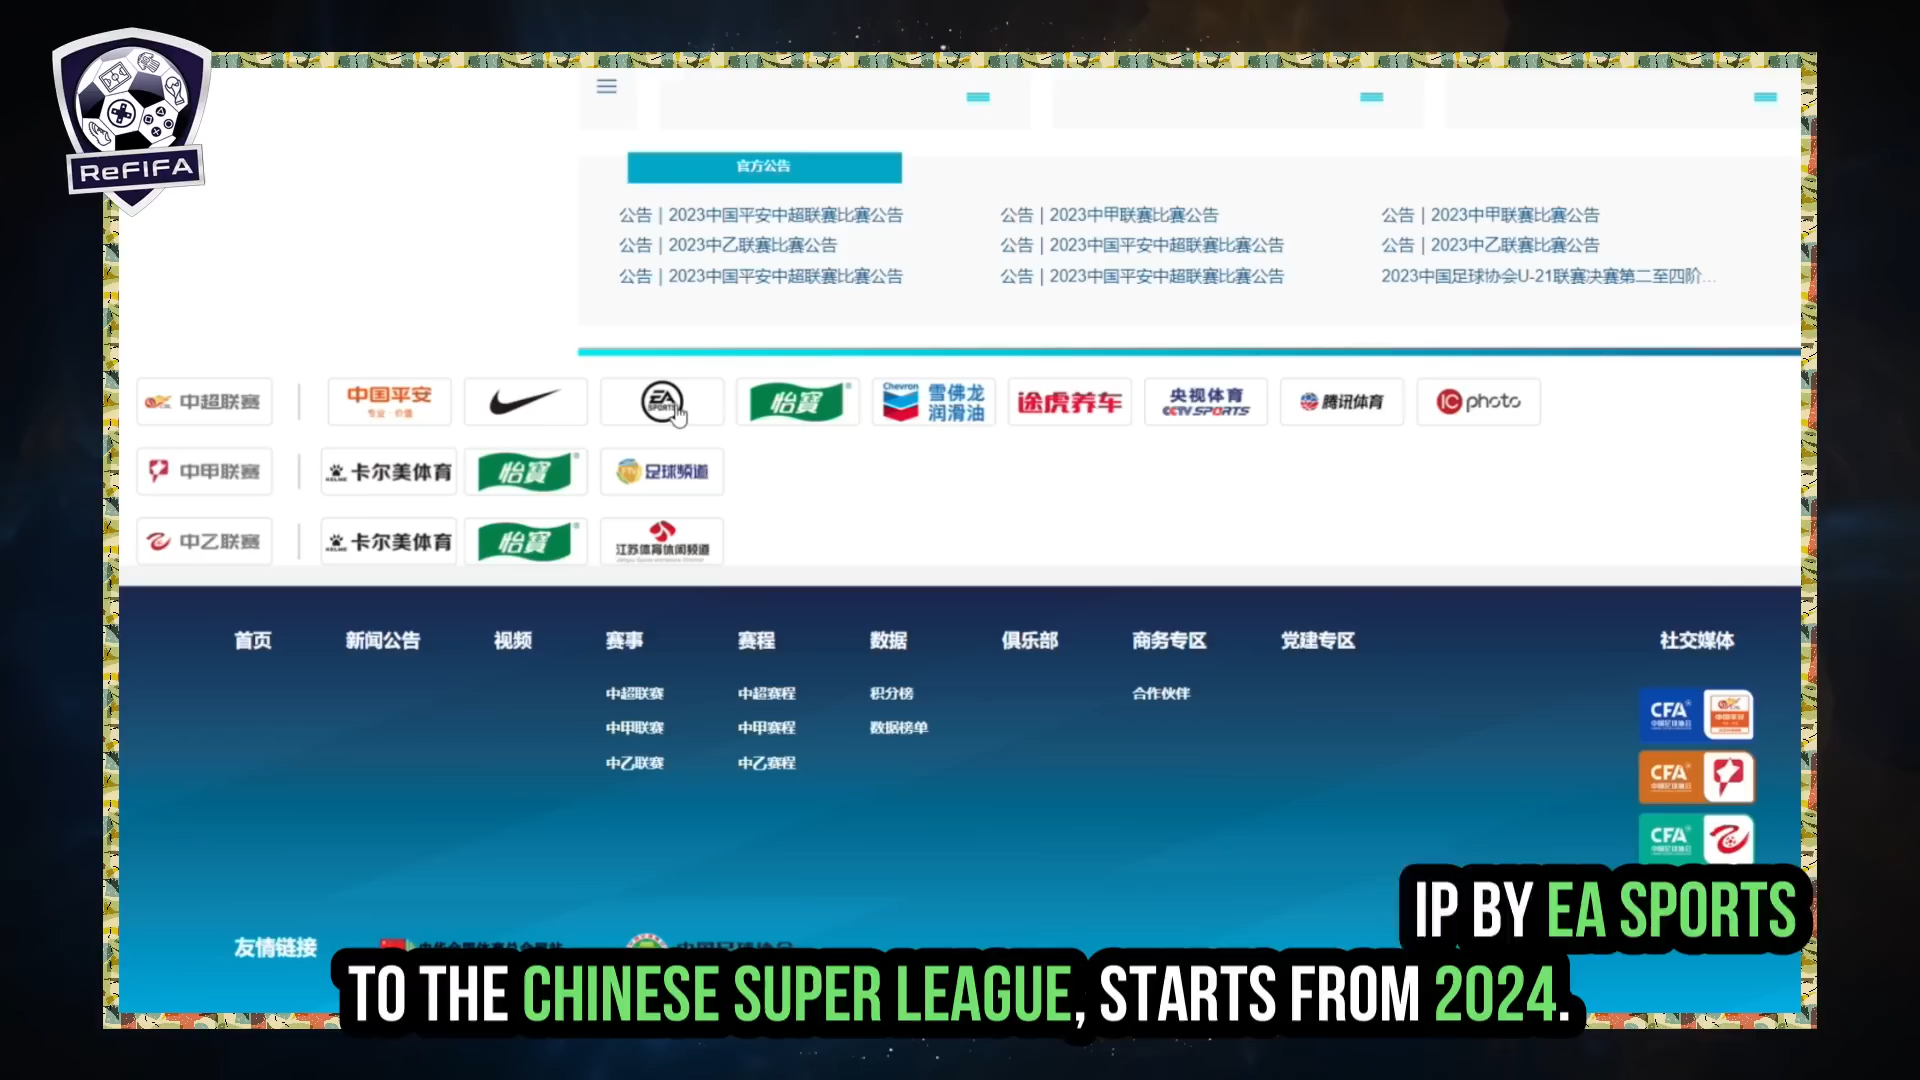 ReFIFA
官方公告
公告 | 2023中国平安中超联赛比赛公告
公告 | 2023中甲联赛比赛公告
公告 | 2023中甲联赛比赛公告
公告 | 2023中乙联赛比赛公告
公告 | 2023中国平安中超联赛比赛公告
公告 | 2023中乙联赛比赛公告
公告 | 2023中国平安中超联赛比赛公告
公告 | 2023中国平安中超联赛比赛公告
2023中国足球协会U-21联赛决赛第二至四阶...
中超联赛
中国平安
专业·价值
EA SPORTS
怡寶
Chevron
雪佛龙
润滑油
途虎养车
央视体育
CCTV SPORTS
腾讯体育
IC photo
中甲联赛
KELME 卡尔美体育
怡寶
足球频道
中乙联赛
KELME 卡尔美体育
怡寶
江苏体育休闲频道
首页 新闻公告 视频 赛事 赛程 数据 俱乐部 商务专区 党建专区 社交媒体
中超联赛 中超赛程 积分榜 合作伙伴
中甲联赛 中甲赛程 数据榜单
中乙联赛 中乙赛程
CFA
CFA
CFA
友情链接
IP BY EA SPORTS
TO THE CHINESE SUPER LEAGUE, STARTS FROM 2024.